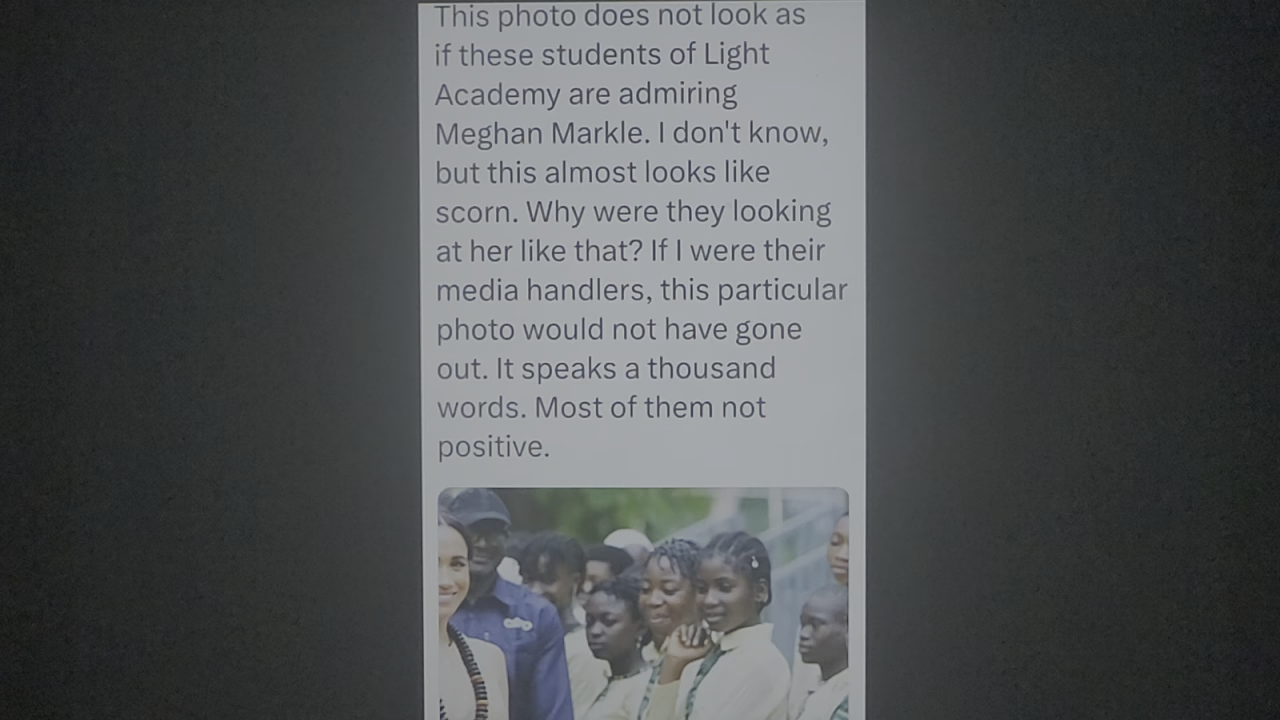 This photo does not look as
if these students of Light
Academy are admiring
Meghan Markle. I don't know,
but this almost looks like
scorn. Why were they looking
at her like that? If I were their
media handlers, this particular
photo would not have gone
out. It speaks a thousand
words. Most of them not
positive.